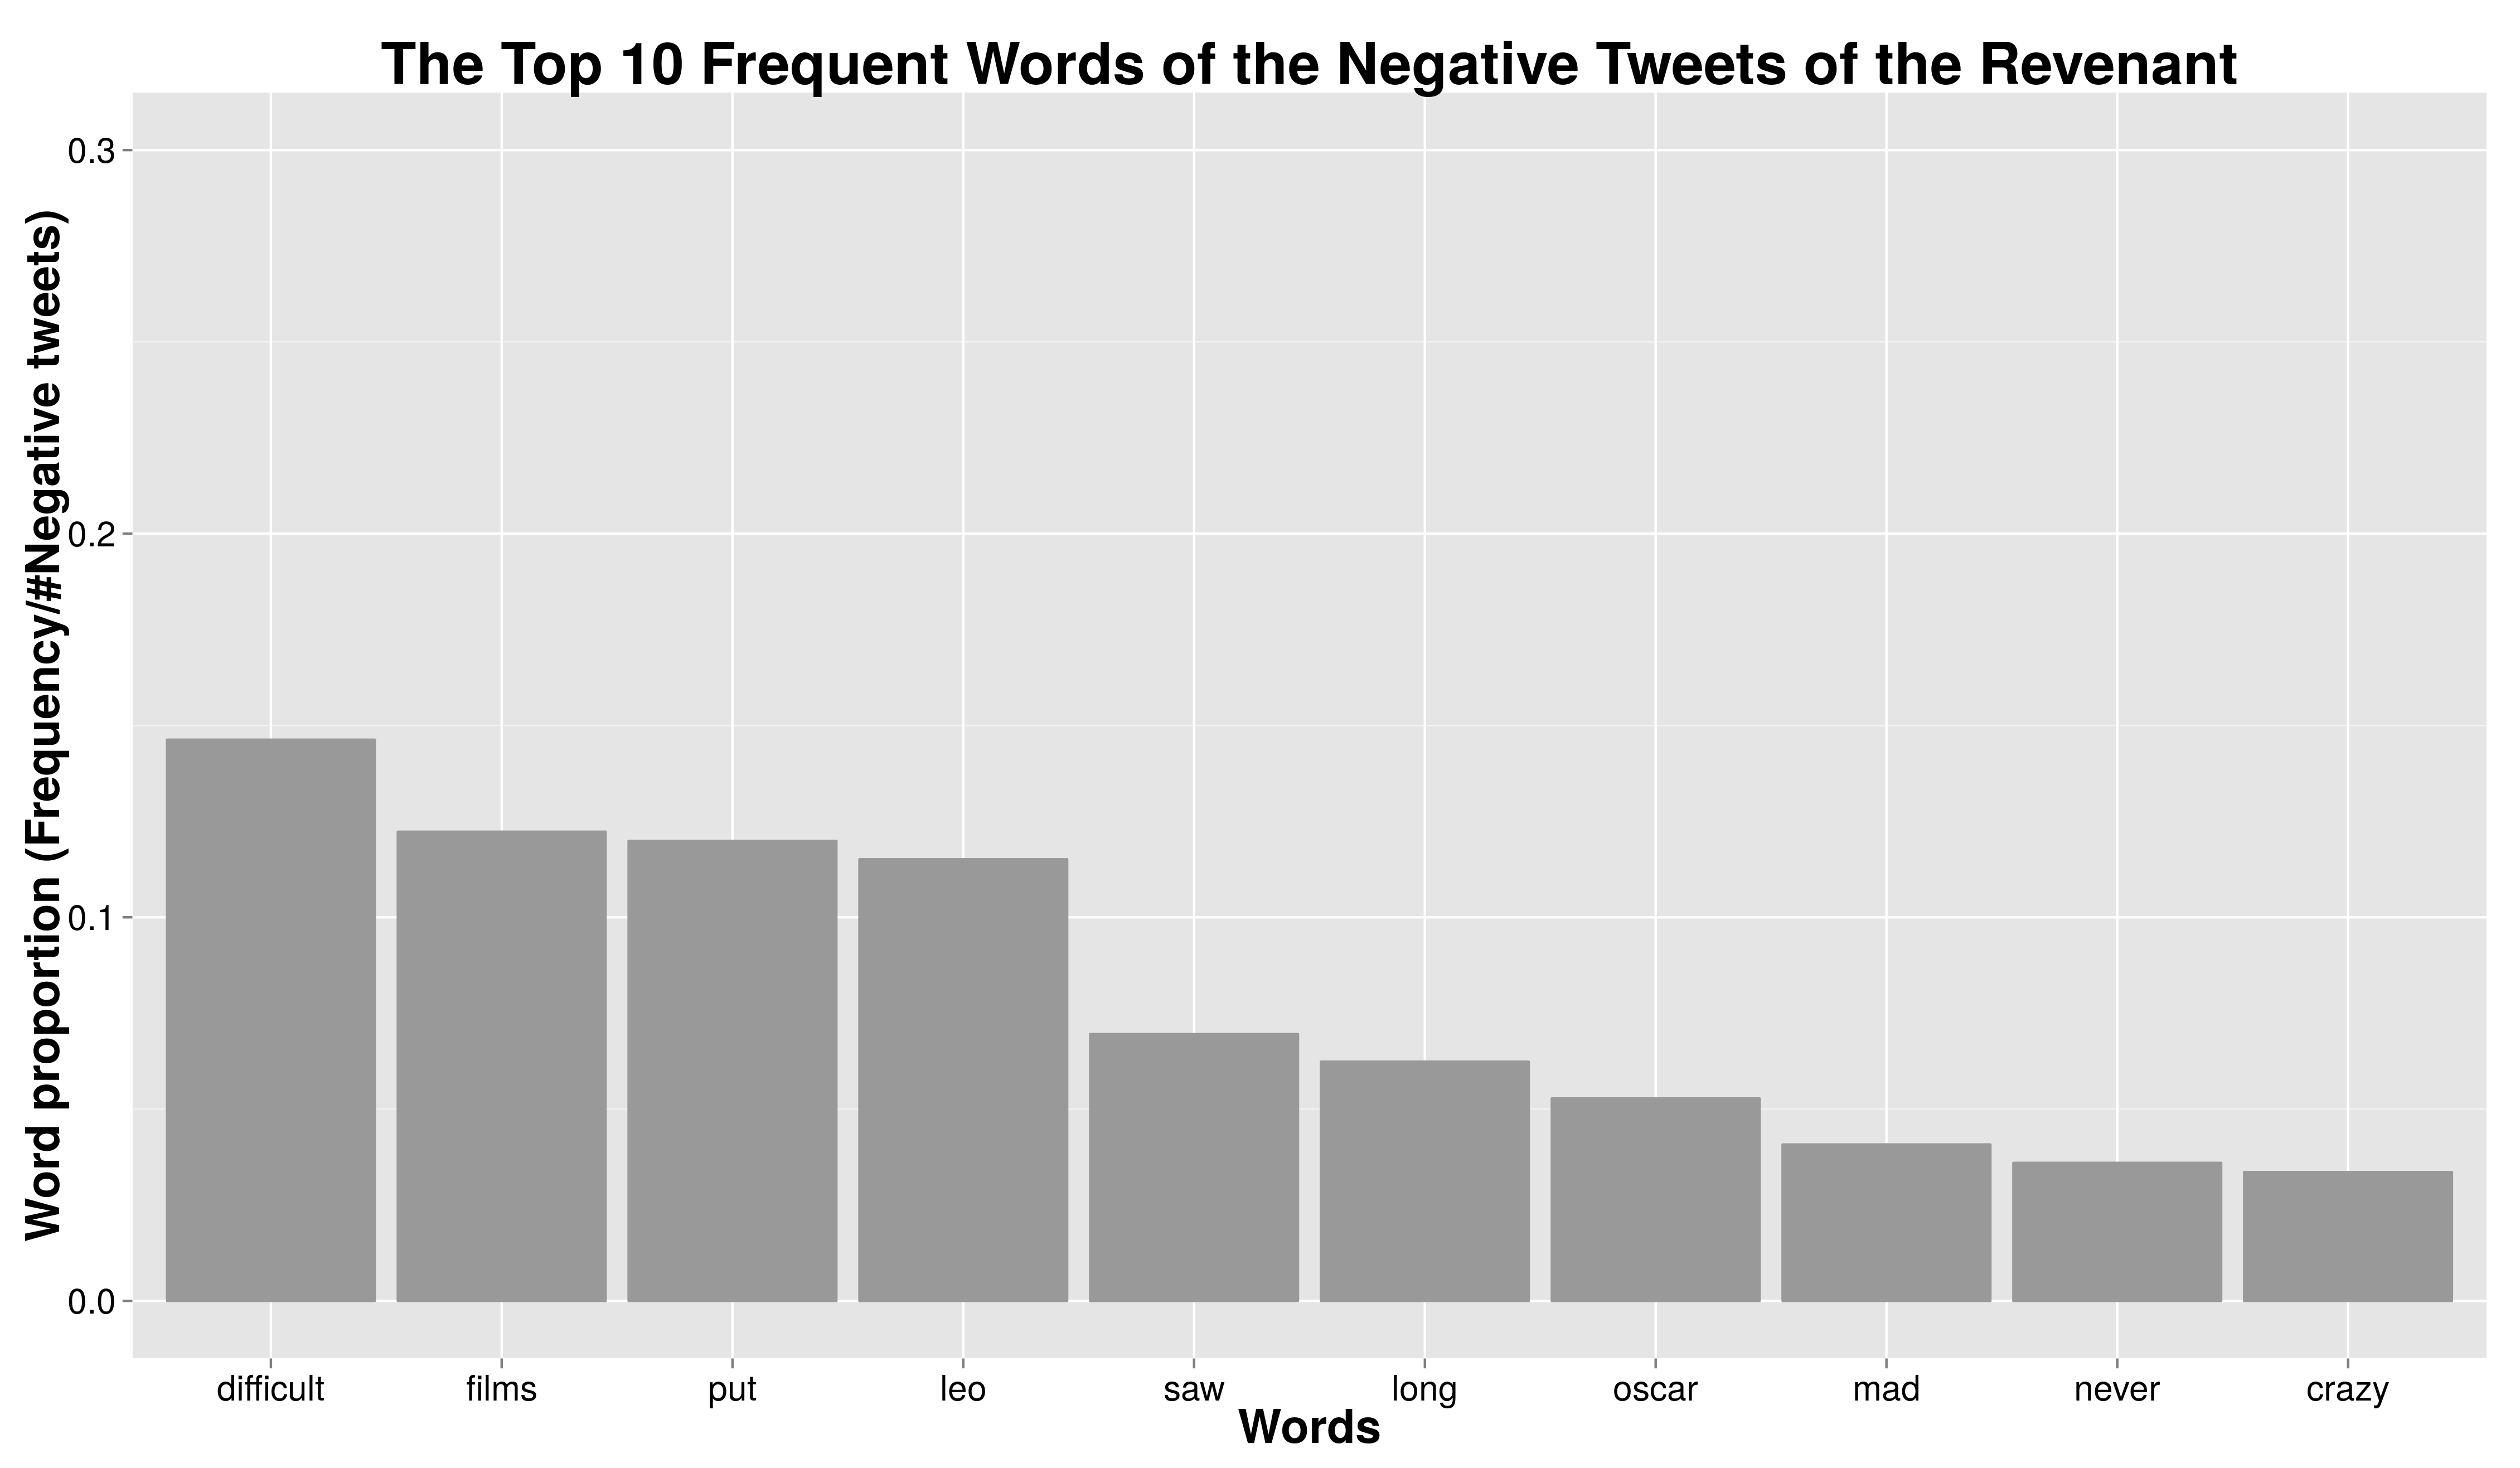 The Top 10 Frequent Words of the Negative Tweets of the Revenant
Word proportion (Frequency/#Negative tweets)
0.3
0.2
0.1
0.0
difficult films put leo saw long oscar mad never crazy
Words